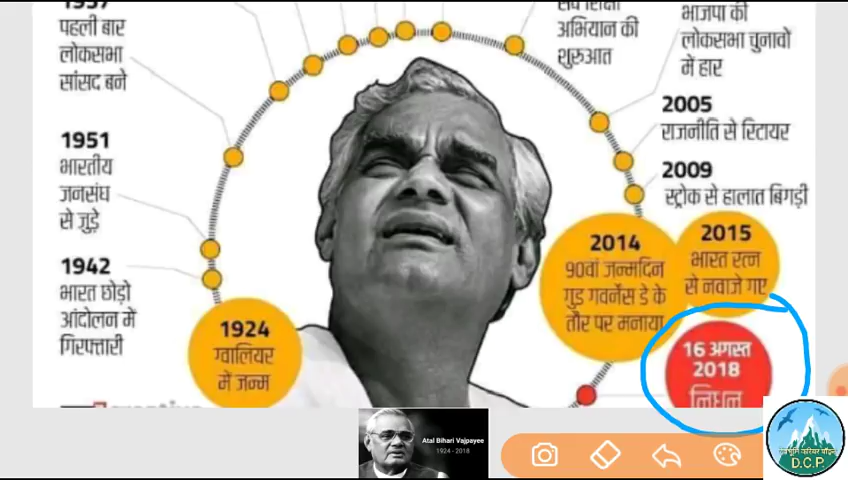 1957
पहली बार
लोकसभा
सांसद बने
1951
भारतीय
जनसंघ
से जुड़े
1942
भारत छोड़ो
आंदोलन में
गिरफ्तारी
1924
ग्वालियर
में जन्म
सर्व शिक्षा
अभियान की
शुरुआत
भाजपा की
लोकसभा चुनावों
में हार
2005
राजनीति से रिटायर
2009
स्ट्रोक से हालात बिगड़ी
2014
90वां जन्मदिन
गुड गवर्नेंस डे के
तौर पर मनाया
2015
भारत रत्न
से नवाजे गए
16 अगस्त
2018
निधन
Atal Bihari Vajpayee
1924 - 2018
D.C.P.